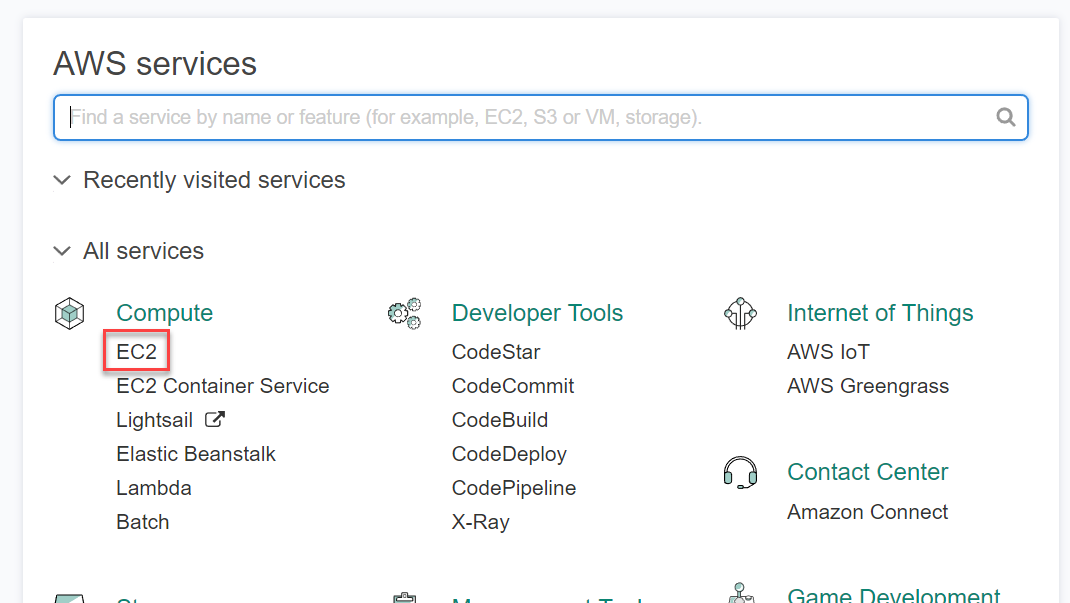 AWS services
Find a service by name or feature (for example, EC2, S3 or VM, storage).
Recently visited services
All services
Compute
EC2
EC2 Container Service
Lightsail
Elastic Beanstalk
Lambda
Batch
Developer Tools
CodeStar
CodeCommit
CodeBuild
CodeDeploy
CodePipeline
X-Ray
Internet of Things
AWS IoT
AWS Greengrass
Contact Center
Amazon Connect
Game Development